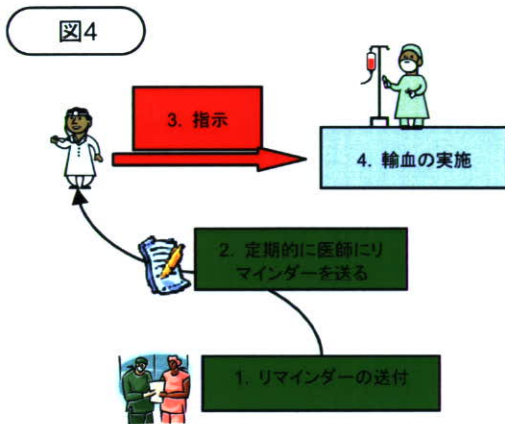 図4
3. 指示
4. 輸血の実施
2. 定期的に医師にリ
マインダーを送る
1. リマインダーの送付